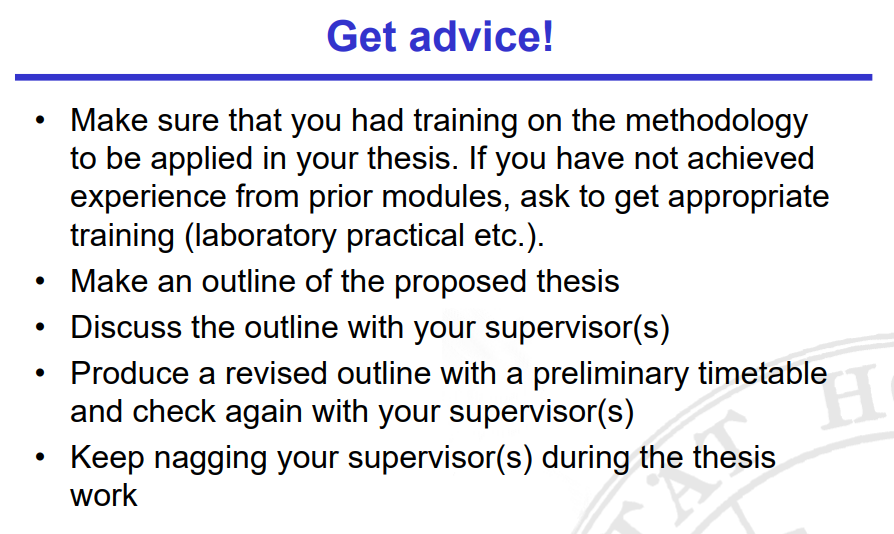 Get advice!
• Make sure that you had training on the methodology
to be applied in your thesis. If you have not achieved
experience from prior modules, ask to get appropriate
training (laboratory practical etc.).
• Make an outline of the proposed thesis
• Discuss the outline with your supervisor(s)
• Produce a revised outline with a preliminary timetable
and check again with your supervisor(s)
• Keep nagging your supervisor(s) during the thesis
work